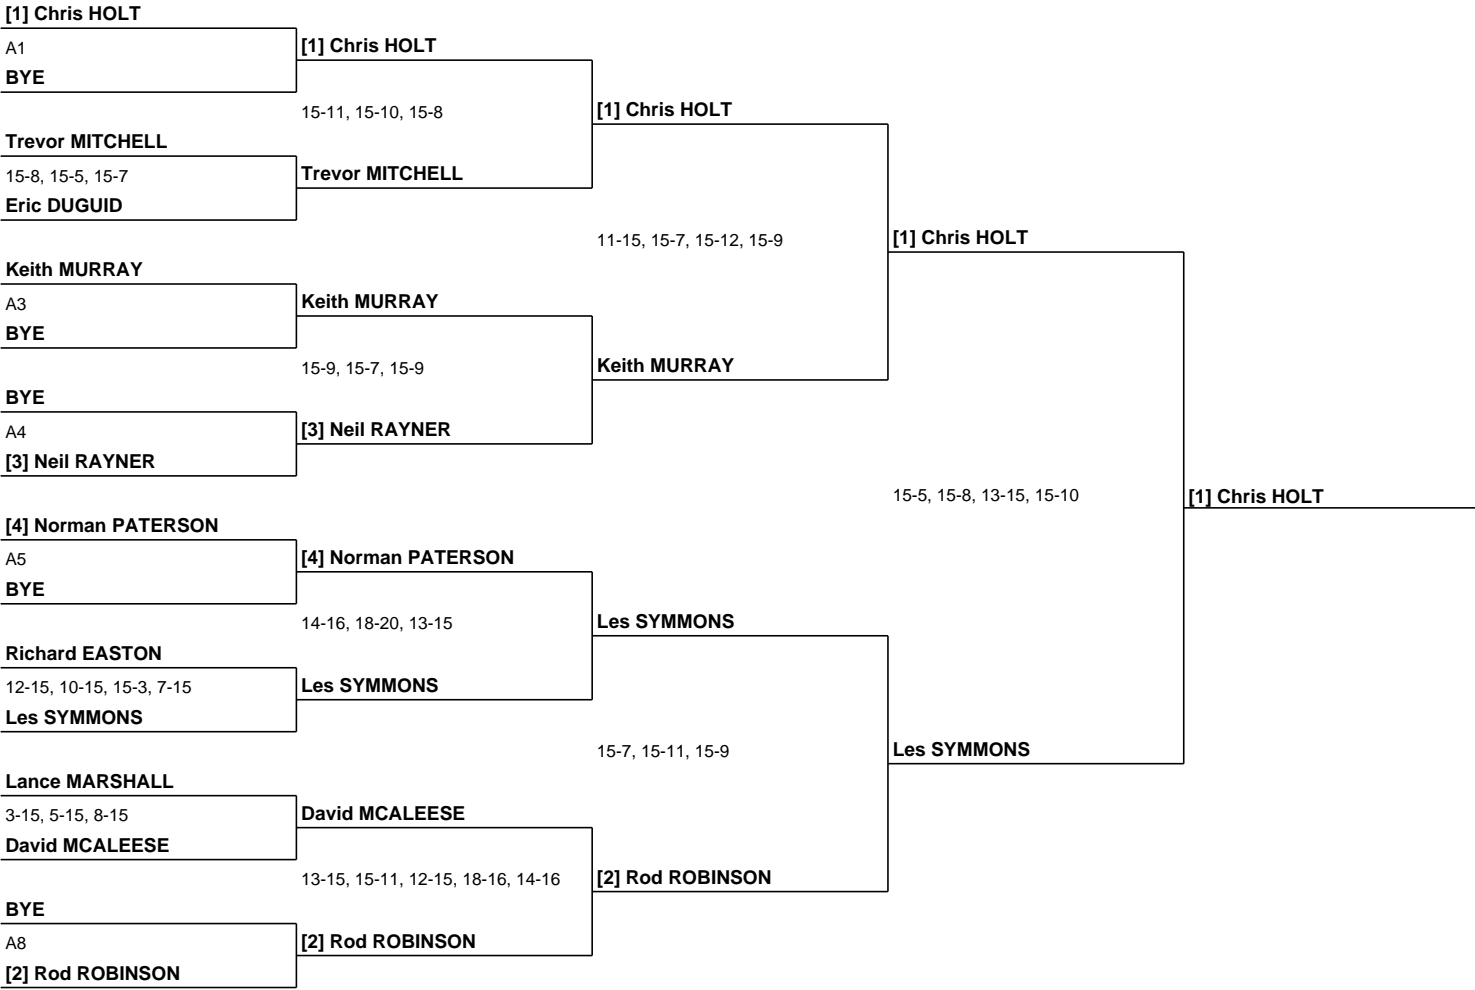 [1] Chris HOLT
A1
BYE
Trevor MITCHELL
15-8, 15-5, 15-7
Eric DUGUID
Keith MURRAY
A3
BYE
BYE
A4
[3] Neil RAYNER
[4] Norman PATERSON
A5
BYE
Richard EASTON
12-15, 10-15, 15-3, 7-15
Les SYMMONS
Lance MARSHALL
3-15, 5-15, 8-15
David MCALEESE
BYE
A8
[2] Rod ROBINSON
[1] Chris HOLT
15-11, 15-10, 15-8
Trevor MITCHELL
Keith MURRAY
15-9, 15-7, 15-9
[3] Neil RAYNER
[4] Norman PATERSON
14-16, 18-20, 13-15
Les SYMMONS
David MCALEESE
13-15, 15-11, 12-15, 18-16, 14-16
[2] Rod ROBINSON
[1] Chris HOLT
11-15, 15-7, 15-12, 15-9
Keith MURRAY
Les SYMMONS
15-7, 15-11, 15-9
[2] Rod ROBINSON
[1] Chris HOLT
15-5, 15-8, 13-15, 15-10
Les SYMMONS
[1] Chris HOLT